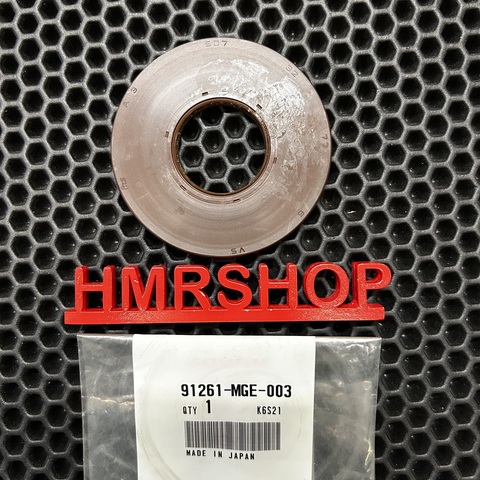 HMRSHOP
91261-MGE-003
QTY 1 K6S21
MADE IN JAPAN